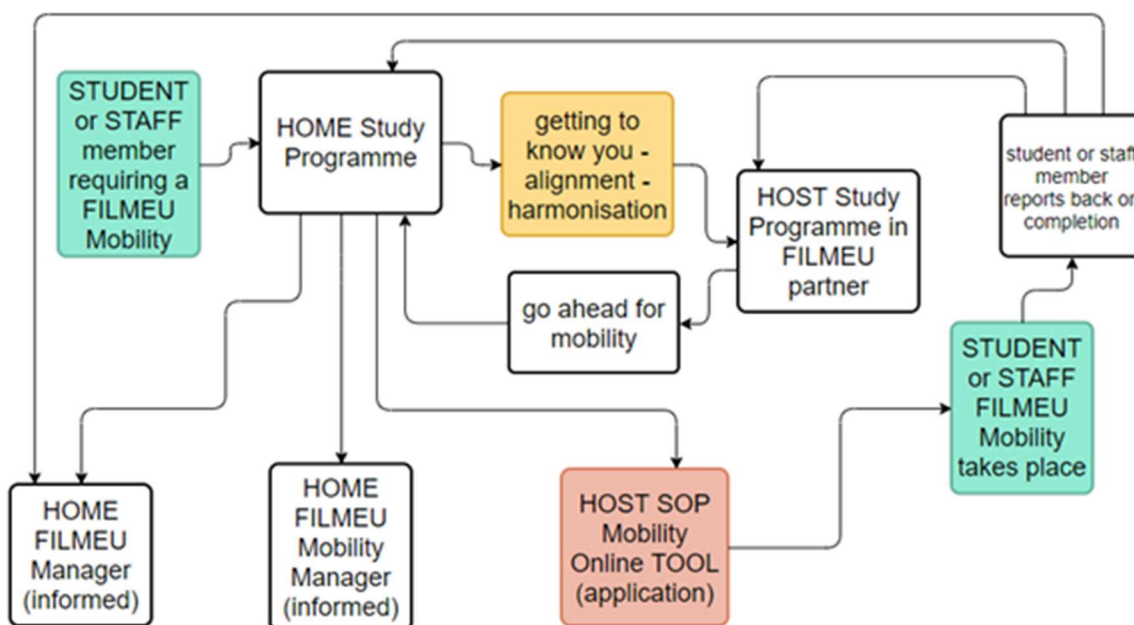 STUDENT
or STAFF
member
requiring a
FILMEU
Mobility
HOME Study
Programme
getting to
know you -
alignment -
harmonisation
HOST Study
Programme in
FILMEU
partner
student or staff
member
reports back on
completion
go ahead for
mobility
STUDENT
or STAFF
FILMEU
Mobility
takes place
HOME
FILMEU
Manager
(informed)
HOME
FILMEU
Mobility
Manager
(informed)
HOST SOP
Mobility
Online TOOL
(application)